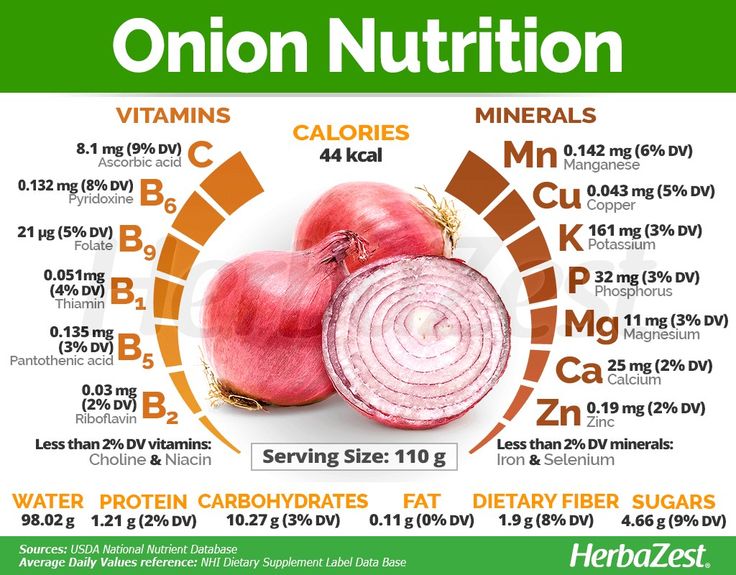 Onion Nutrition
VITAMINS
8.1 mg (9% DV)
Ascorbic acid
C
0.132 mg (8% DV)
Pyridoxine
B6
21 µg (5% DV)
Folate
B9
0.051mg
(4% DV)
Thiamin
B1
0.135 mg
(3% DV)
Pantothenic acid
B5
0.03 mg
(2% DV)
Riboflavin
B2
Less than 2% DV vitamins:
Choline & Niacin
CALORIES
44 kcal
HerbaZest
Serving Size: 110 g
MINERALS
Mn
0.142 mg (6% DV)
Manganese
Cu
0.043 mg (5% DV)
Copper
K
161 mg (3% DV)
Potassium
P
32 mg (3% DV)
Phosphorus
Mg
11 mg (3% DV)
Magnesium
Ca
25 mg (2% DV)
Calcium
Zn
0.19 mg (2% DV)
Zinc
Less than 2% DV minerals:
Iron & Selenium
WATER
98.02 g
PROTEIN
1.21 g (2% DV)
CARBOHYDRATES
10.27 g (3% DV)
FAT
0.11 g (0% DV)
DIETARY FIBER
1.9 g (8% DV)
SUGARS
4.66 g (9% DV)
Sources: USDA National Nutrient Database
Average Daily Values reference: NHI Dietary Supplement Label Data Base
HerbaZest